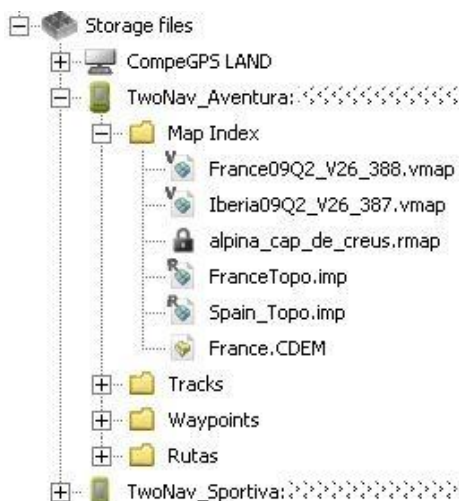 Storage files
CompeGPS LAND
TwoNav_Aventura:
Map Index
France09Q2_V26_388.vmap
Iberia09Q2_V26_387.vmap
alpina_cap_de_creus.rmap
FranceTopo.imp
Spain_Topo.imp
France.CDEM
Tracks
Waypoints
Rutas
TwoNav_Sportiva: